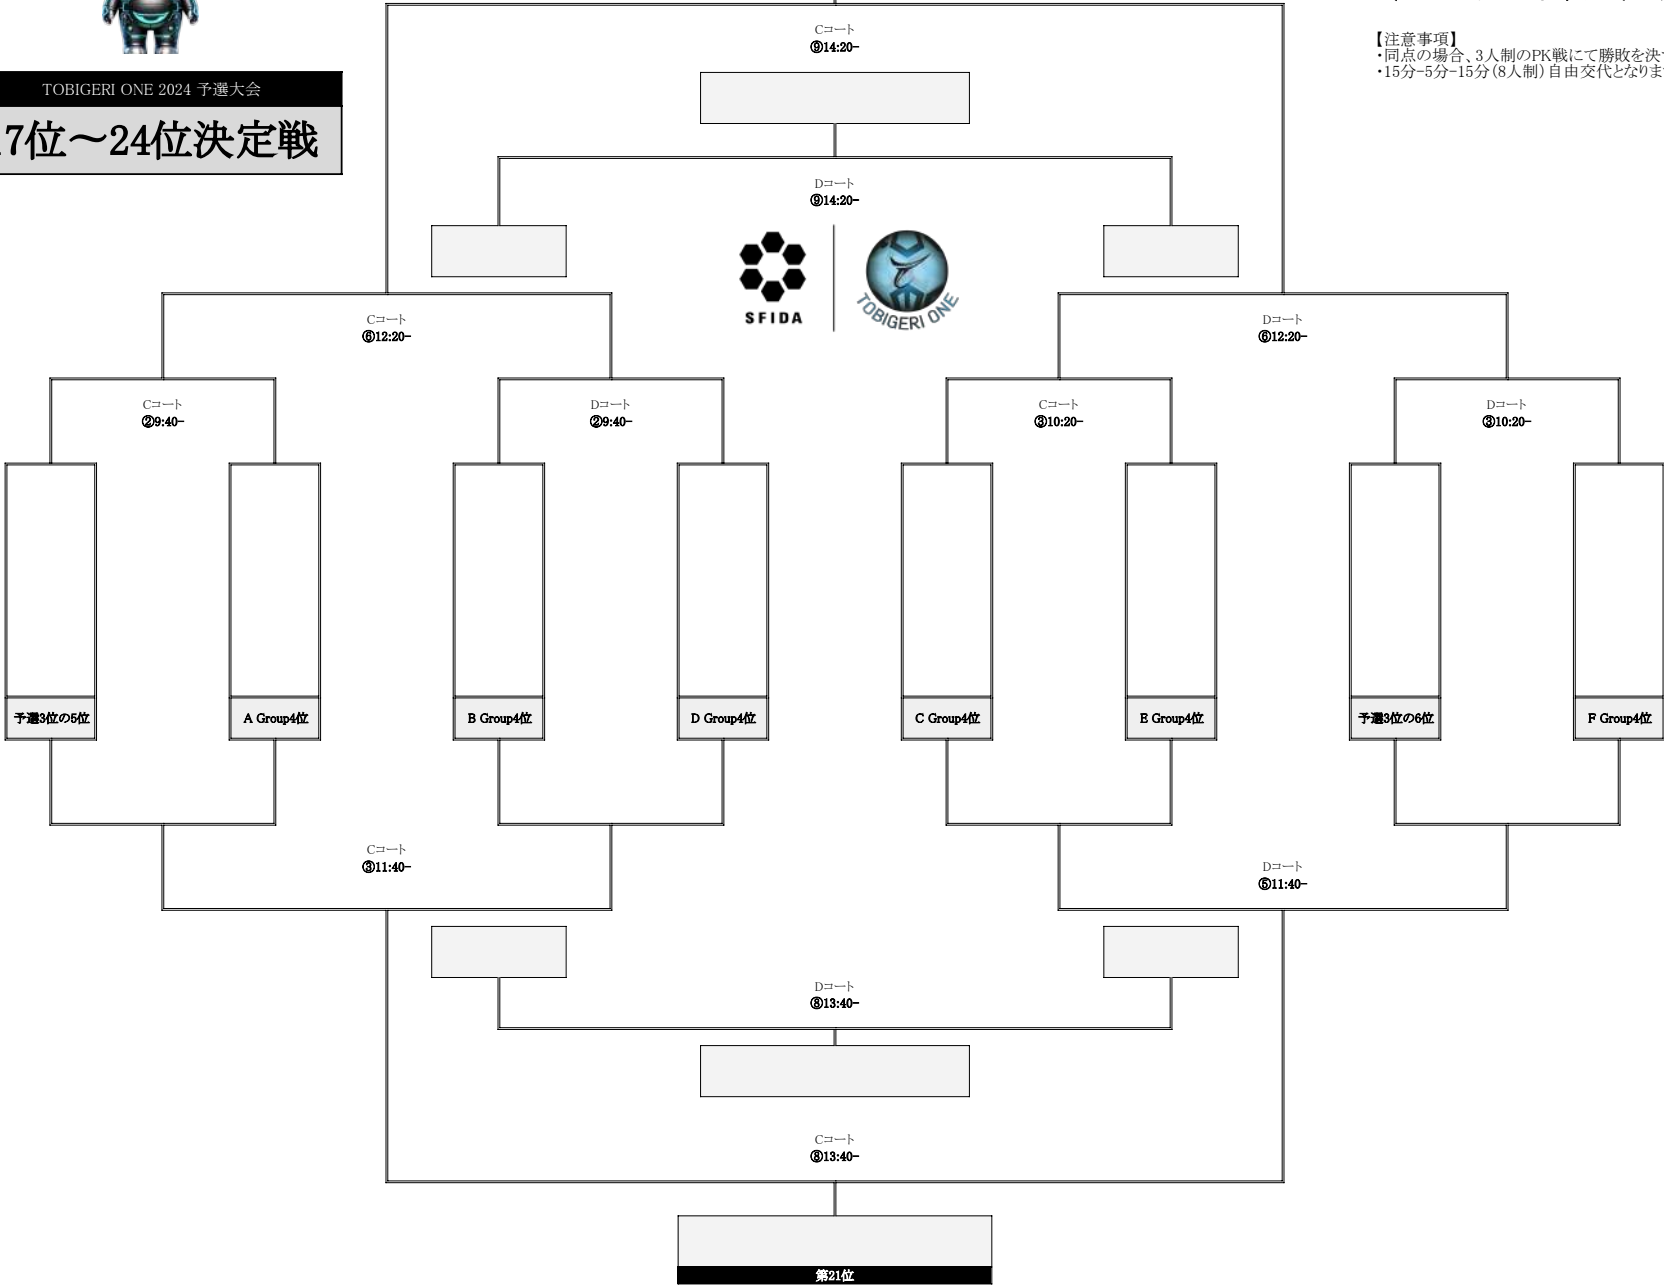 Cコート
⑨14:20-
【注意事項】
・同点の場合、3人制のPK戦にて勝敗を決
・15分-5分-15分（8人制）自由交代となりま
TOBIGERI ONE 2024 予選大会
7位～24位決定戦
Dコート
⑨14:20-
SFIDA
TOBIGERI ONE
Cコート
⑥12:20-
Dコート
⑥12:20-
Cコート
②9:40-
Dコート
②9:40-
Cコート
③10:20-
Dコート
③10:20-
予選3位の5位
A Group4位
B Group4位
D Group4位
C Group4位
E Group4位
予選3位の6位
F Group4位
Cコート
③11:40-
Dコート
⑤11:40-
Dコート
⑧13:40-
Cコート
⑧13:40-
第21位